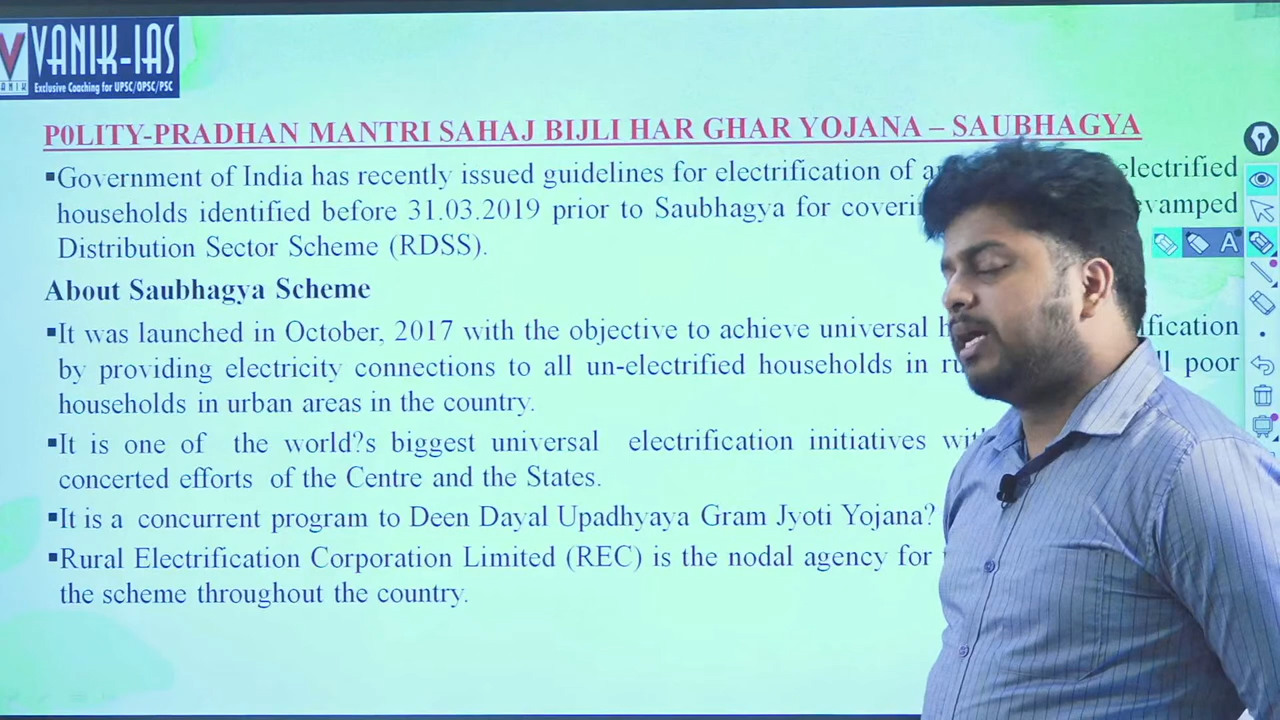 VANIK-IAS
Exclusive Coaching for UPSC/OPSC/PSC
VANIK
P0LITY-PRADHAN MANTRI SAHAJ BIJLI HAR GHAR YOJANA – SAUBHAGYA
▪Government of India has recently issued guidelines for electrification of electrified
households identified before 31.03.2019 prior to Saubhagya for
Distribution Sector Scheme (RDSS).
About Saubhagya Scheme
▪It was launched in October, 2017 with the objective to achieve universal
by providing electricity connections to all un-electrified households in poor
households in urban areas in the country.
▪It is one of the world?s biggest universal electrification initiatives
concerted efforts of the Centre and the States.
▪It is a concurrent program to Deen Dayal Upadhyaya Gram Jyoti Yojana?
▪Rural Electrification Corporation Limited (REC) is the nodal agency for
the scheme throughout the country.
A